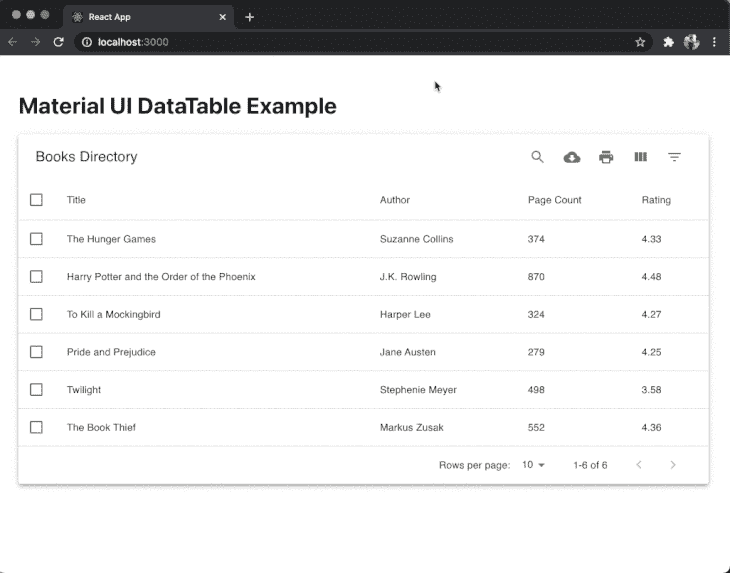 React App
localhost:3000
Material UI DataTable Example
Books Directory
Title Author Page Count Rating
The Hunger Games Suzanne Collins 374 4.33
Harry Potter and the Order of the Phoenix J.K. Rowling 870 4.48
To Kill a Mockingbird Harper Lee 324 4.27
Pride and Prejudice Jane Austen 279 4.25
Twilight Stephenie Meyer 498 3.58
The Book Thief Markus Zusak 552 4.36
Rows per page: 10 1-6 of 6